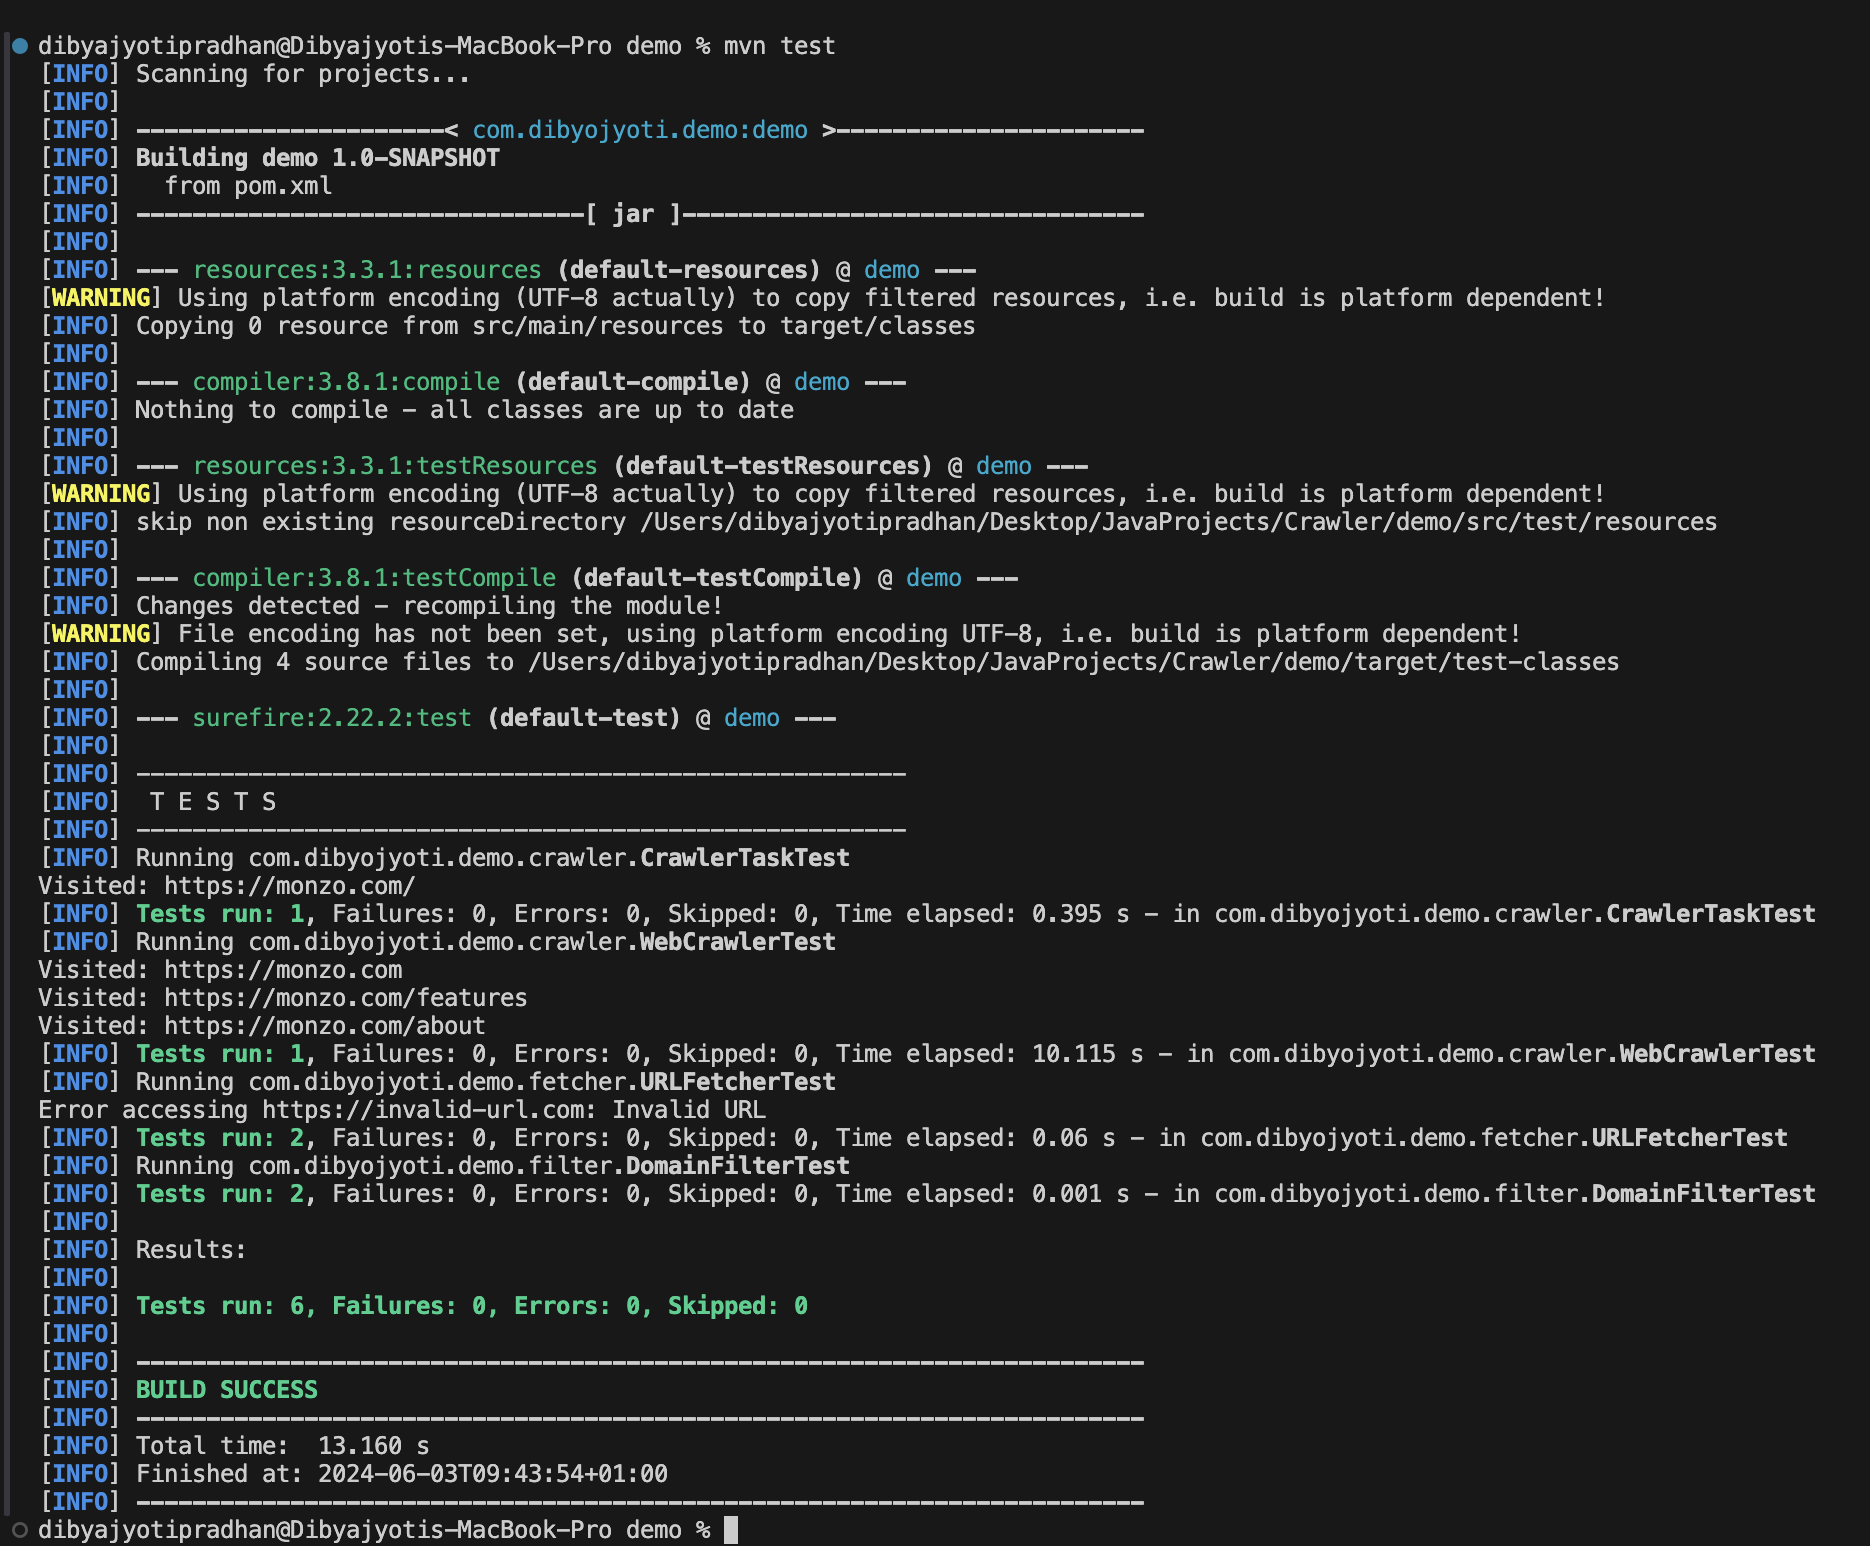 dibyajyotipradhan@Dibyajyotis-MacBook-Pro demo % mvn test
[INFO] Scanning for projects...
[INFO]
[INFO] ----------------------< com.dibyojyoti.demo:demo >----------------------
[INFO] Building demo 1.0-SNAPSHOT
[INFO]   from pom.xml
[INFO] --------------------------------[ jar ]---------------------------------
[INFO]
[INFO] --- resources:3.3.1:resources (default-resources) @ demo ---
[WARNING] Using platform encoding (UTF-8 actually) to copy filtered resources, i.e. build is platform dependent!
[INFO] Copying 0 resource from src/main/resources to target/classes
[INFO]
[INFO] --- compiler:3.8.1:compile (default-compile) @ demo ---
[INFO] Nothing to compile - all classes are up to date
[INFO]
[INFO] --- resources:3.3.1:testResources (default-testResources) @ demo ---
[WARNING] Using platform encoding (UTF-8 actually) to copy filtered resources, i.e. build is platform dependent!
[INFO] skip non existing resourceDirectory /Users/dibyajyotipradhan/Desktop/JavaProjects/Crawler/demo/src/test/resources
[INFO]
[INFO] --- compiler:3.8.1:testCompile (default-testCompile) @ demo ---
[INFO] Changes detected - recompiling the module!
[WARNING] File encoding has not been set, using platform encoding UTF-8, i.e. build is platform dependent!
[INFO] Compiling 4 source files to /Users/dibyajyotipradhan/Desktop/JavaProjects/Crawler/demo/target/test-classes
[INFO]
[INFO] --- surefire:2.22.2:test (default-test) @ demo ---
[INFO]
[INFO] -------------------------------------------------------
[INFO]  T E S T S
[INFO] -------------------------------------------------------
[INFO] Running com.dibyojyoti.demo.crawler.CrawlerTaskTest
Visited: https://monzo.com/
[INFO] Tests run: 1, Failures: 0, Errors: 0, Skipped: 0, Time elapsed: 0.395 s - in com.dibyojyoti.demo.crawler.CrawlerTaskTest
[INFO] Running com.dibyojyoti.demo.crawler.WebCrawlerTest
Visited: https://monzo.com
Visited: https://monzo.com/features
Visited: https://monzo.com/about
[INFO] Tests run: 1, Failures: 0, Errors: 0, Skipped: 0, Time elapsed: 10.115 s - in com.dibyojyoti.demo.crawler.WebCrawlerTest
[INFO] Running com.dibyojyoti.demo.fetcher.URLFetcherTest
Error accessing https://invalid-url.com: Invalid URL
[INFO] Tests run: 2, Failures: 0, Errors: 0, Skipped: 0, Time elapsed: 0.06 s - in com.dibyojyoti.demo.fetcher.URLFetcherTest
[INFO] Running com.dibyojyoti.demo.filter.DomainFilterTest
[INFO] Tests run: 2, Failures: 0, Errors: 0, Skipped: 0, Time elapsed: 0.001 s - in com.dibyojyoti.demo.filter.DomainFilterTest
[INFO]
[INFO] Results:
[INFO]
[INFO] Tests run: 6, Failures: 0, Errors: 0, Skipped: 0
[INFO]
[INFO] ------------------------------------------------------------------------
[INFO] BUILD SUCCESS
[INFO] ------------------------------------------------------------------------
[INFO] Total time:  13.160 s
[INFO] Finished at: 2024-06-03T09:43:54+01:00
[INFO] ------------------------------------------------------------------------
dibyajyotipradhan@Dibyajyotis-MacBook-Pro demo %